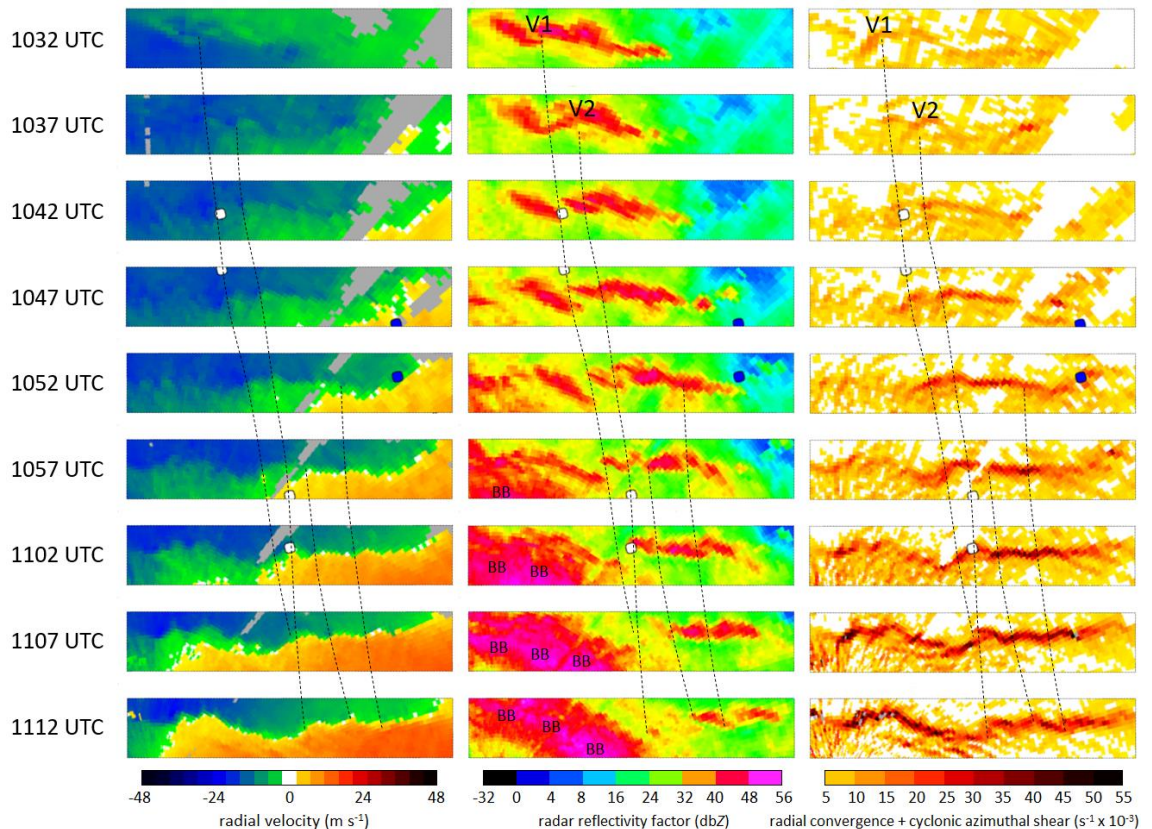 1032 UTC
V1
V1
1037 UTC
V2
V2
1042 UTC
1047 UTC
1052 UTC
1057 UTC
BB
1102 UTC
BB
BB
1107 UTC
BB
BB
BB
1112 UTC
BB
BB
BB
-48 -24 0 24 48
-32 0 4 8 16 24 32 40 48 56
5 10 15 20 25 30 35 40 45 50 55
radial velocity (m s⁻¹)
radar reflectivity factor (dbZ)
radial convergence + cyclonic azimuthal shear (s⁻¹ x 10⁻³)